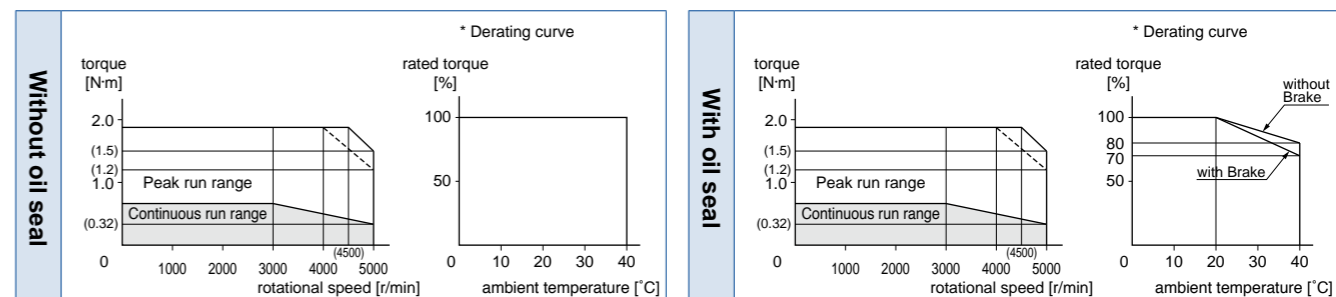 Without oil seal
* Derating curve
torque
[N·m]
2.0
(1.5)
(1.2)
1.0
(0.32)
Peak run range
Continuous run range
(4500)
0 1000 2000 3000 4000 5000
rotational speed [r/min]
rated torque
[%]
100
50
0 10 20 30 40
ambient temperature [˚C]
With oil seal
* Derating curve
torque
[N·m]
2.0
(1.5)
(1.2)
1.0
(0.32)
Peak run range
Continuous run range
(4500)
0 1000 2000 3000 4000 5000
rotational speed [r/min]
rated torque
[%]
without
Brake
100
80
70
50
with Brake
0 10 20 30 40
ambient temperature [˚C]